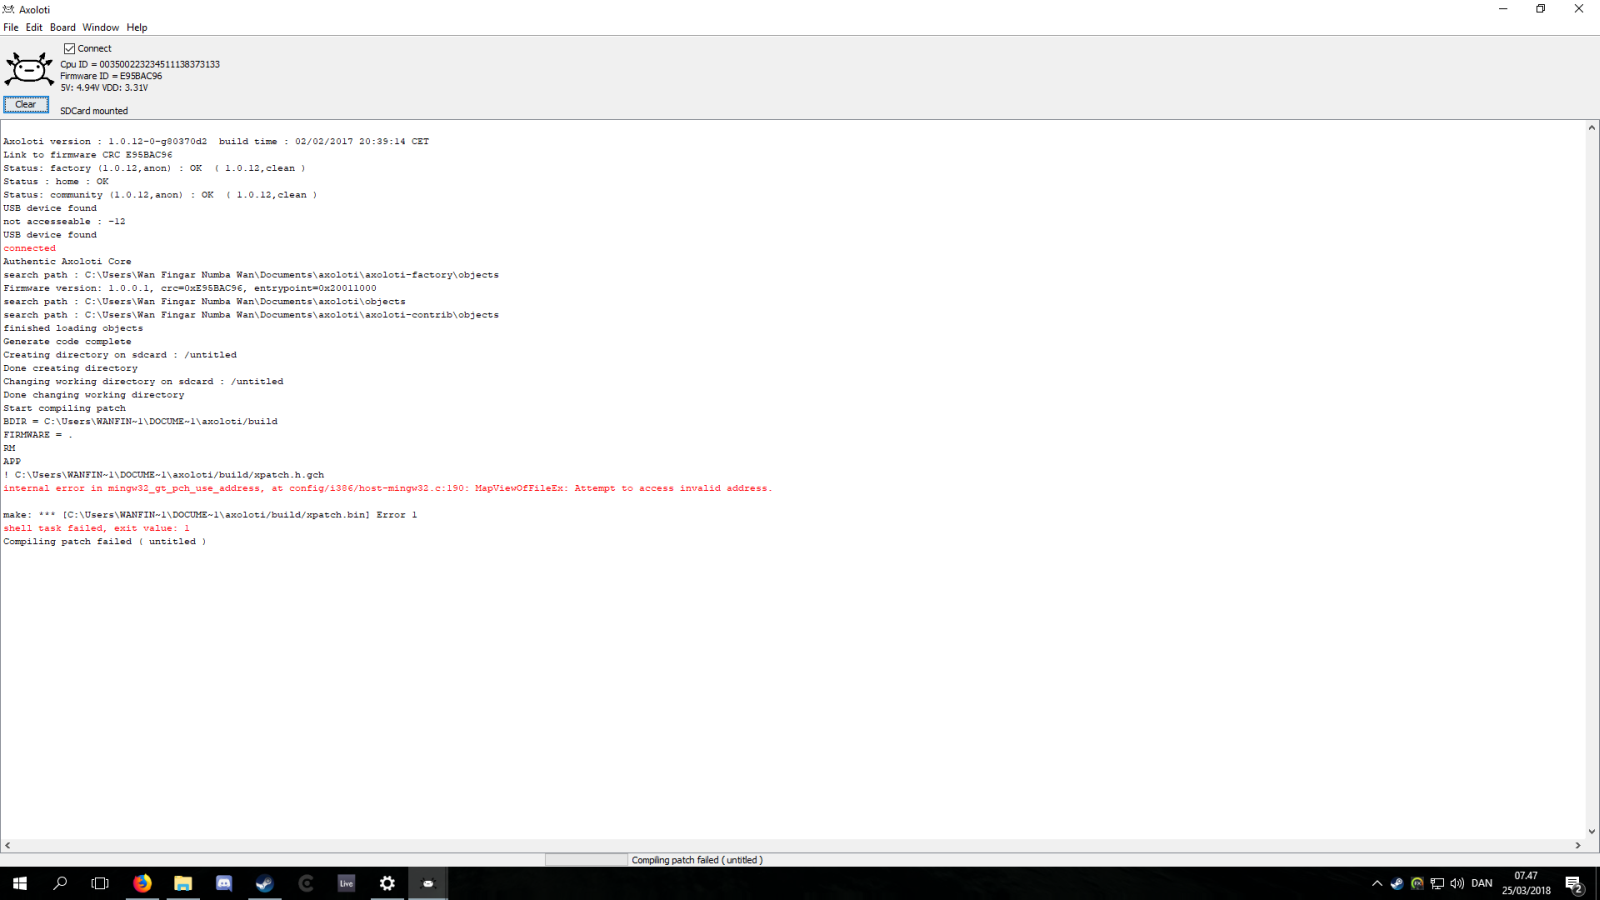 Axoloti
File Edit Board Window Help
Connect
Cpu ID = 003500223234511138373133
Firmware ID = E95BAC96
5V: 4.94V VDD: 3.31V
Clear
SDCard mounted
Axoloti version : 1.0.12-0-g80370d2  build time : 02/02/2017 20:39:14 CET
Link to firmware CRC E95BAC96
Status: factory (1.0.12,anon) : OK  ( 1.0.12,clean )
Status : home : OK
Status: community (1.0.12,anon) : OK  ( 1.0.12,clean )
USB device found
not accesseable : -12
USB device found
connected
Authentic Axoloti Core
search path : C:\Users\Wan Fingar Numba Wan\Documents\axoloti\axoloti-factory\objects
Firmware version: 1.0.0.1, crc=0xE95BAC96, entrypoint=0x20011000
search path : C:\Users\Wan Fingar Numba Wan\Documents\axoloti\objects
search path : C:\Users\Wan Fingar Numba Wan\Documents\axoloti\axoloti-contrib\objects
finished loading objects
Generate code complete
Creating directory on sdcard : /untitled
Done creating directory
Changing working directory on sdcard : /untitled
Done changing working directory
Start compiling patch
BDIR = C:\Users\WANFIN~1\DOCUME~1\axoloti/build
FIRMWARE = .
RM
APP
! C:\Users\WANFIN~1\DOCUME~1\axoloti/build/xpatch.h.gch
internal error in mingw32_gt_pch_use_address, at config/i386/host-mingw32.c:190: MapViewOfFileEx: Attempt to access invalid address.
make: *** [C:\Users\WANFIN~1\DOCUME~1\axoloti/build/xpatch.bin] Error 1
shell task failed, exit value: 1
Compiling patch failed ( untitled )
Compiling patch failed ( untitled )
Live
DAN
07.47
25/03/2018
2